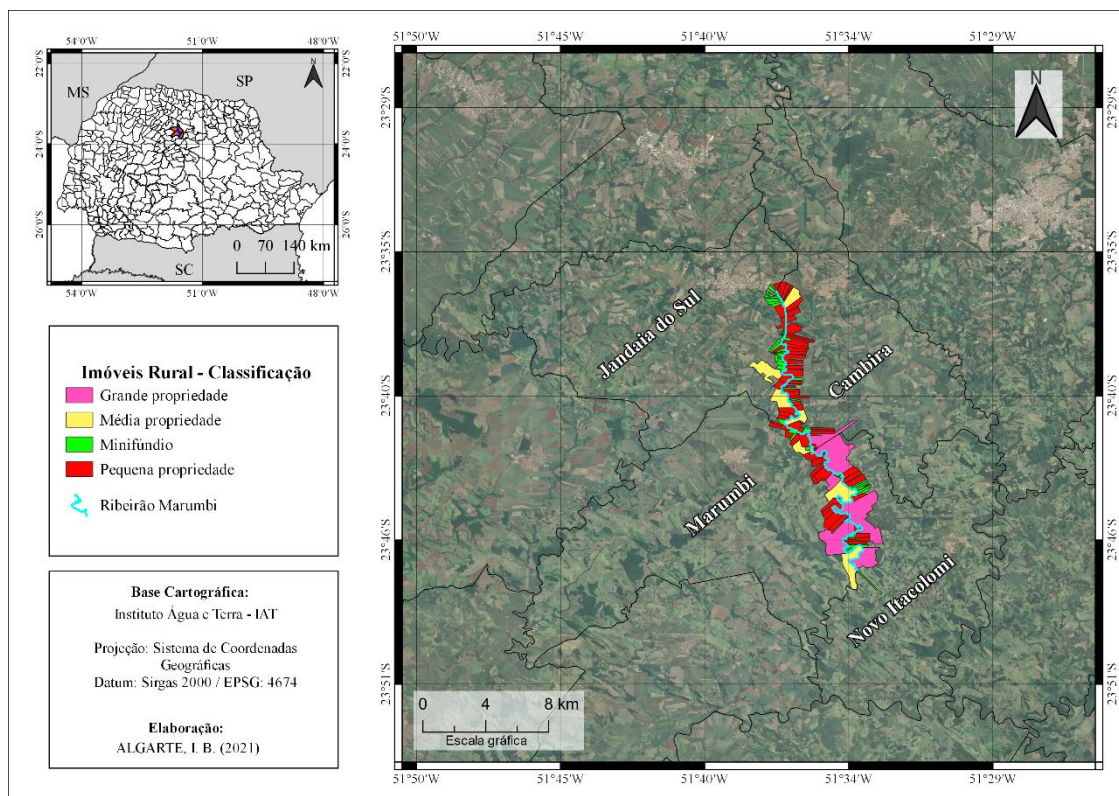 54°0'W 51°0'W 48°0'W
22°0'S
24°0'S
26°0'S
MS
SP
N
SC
0 70 140 km
22°0'S
24°0'S
26°0'S
54°0'W 51°0'W 48°0'W
Imóveis Rural - Classificação
Grande propriedade
Média propriedade
Minifúndio
Pequena propriedade
Ribeirão Marumbi
Base Cartográfica:
Instituto Água e Terra - IAT
Projeção: Sistema de Coordenadas
Geográficas
Datum: Sirgas 2000 / EPSG: 4674
Elaboração:
ALGARTE, I. B. (2021)
51°50'W 51°45'W 51°40'W 51°34'W 51°29'W
23°29'S
23°35'S
23°40'S
23°46'S
23°51'S
N
Jandaia do Sul
Cambira
Marumbi
Novo Itacolomi
0 4 8 km
Escala gráfica
23°29'S
23°35'S
23°40'S
23°46'S
23°51'S
51°50'W 51°45'W 51°40'W 51°34'W 51°29'W